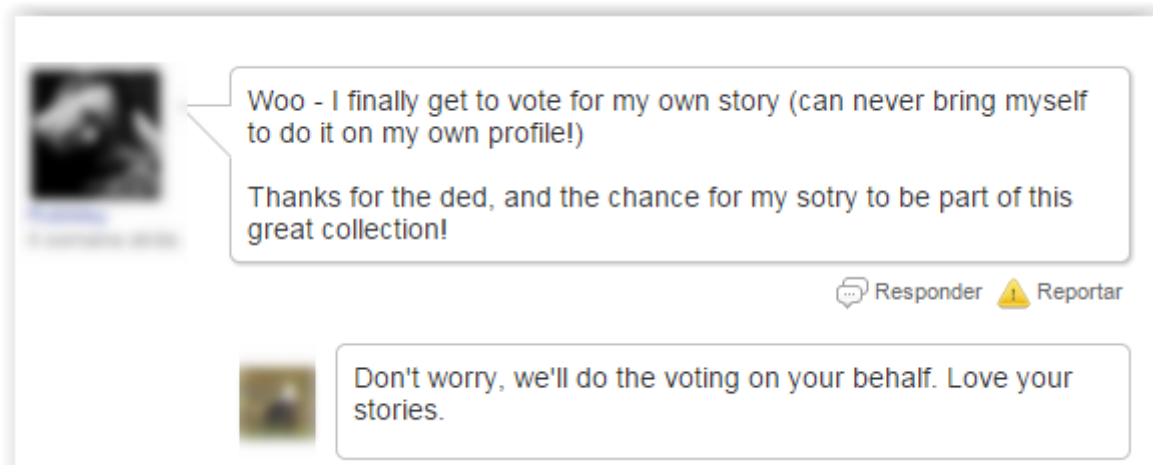 Woo - I finally get to vote for my own story (can never bring myself
to do it on my own profile!)
Thanks for the ded, and the chance for my sotry to be part of this
great collection!
Responder Reportar
Don't worry, we'll do the voting on your behalf. Love your
stories.